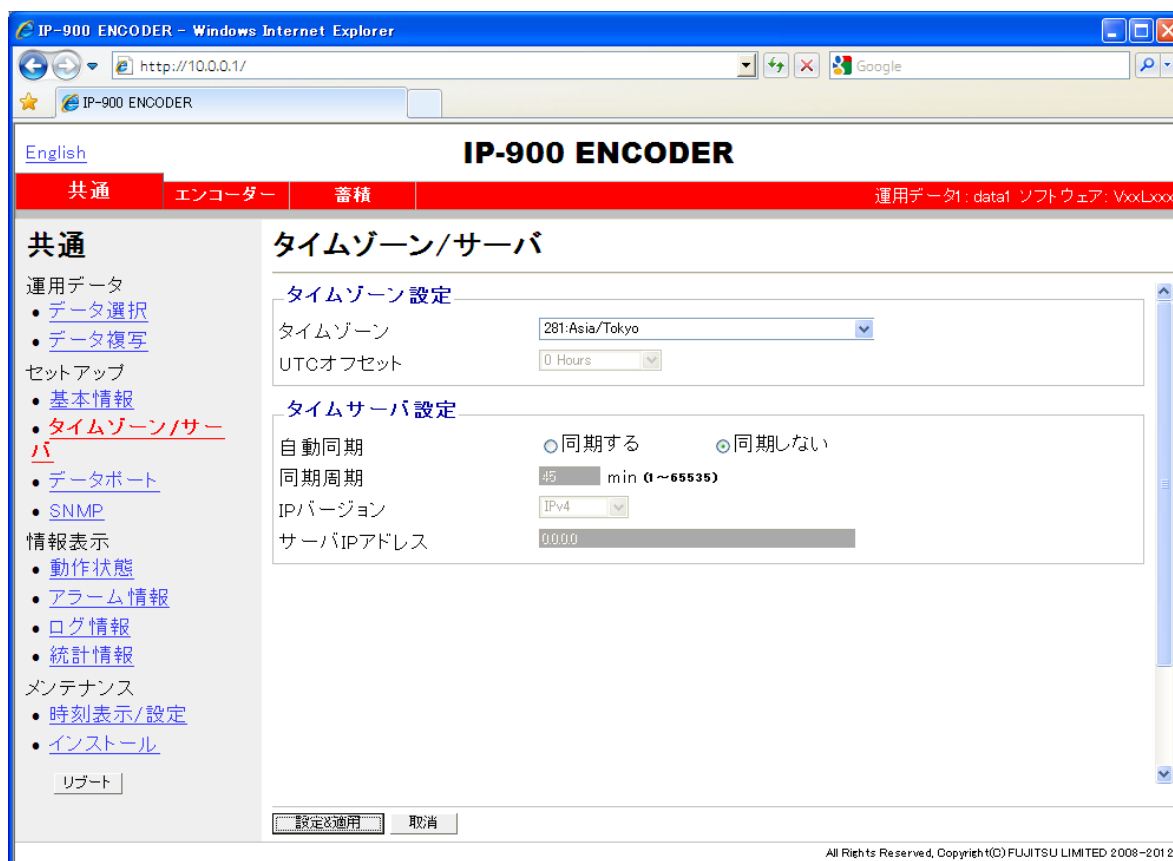 IP-900 ENCODER - Windows Internet Explorer
http://10.0.0.1/
Google
IP-900 ENCODER
English
IP-900 ENCODER
共通 エンコーダー 蓄積 運用データ1: data1 ソフトウェア: VxxLxxx
共通
運用データ
• データ選択
• データ複写
セットアップ
• 基本情報
• タイムゾーン/サー
バ
• データポート
• SNMP
情報表示
• 動作状態
• アラーム情報
• ログ情報
• 統計情報
メンテナンス
• 時刻表示/設定
• インストール
リブート
タイムゾーン/サーバ
タイムゾーン設定
タイムゾーン 281:Asia/Tokyo
UTCオフセット 0 Hours
タイムサーバ設定
自動同期 同期する 同期しない
同期周期 45 min (1~65535)
IPバージョン IPv4
サーバIPアドレス 0.0.0.0
設定&適用 取消
All Rights Reserved, Copyright(C) FUJITSU LIMITED 2008-2012